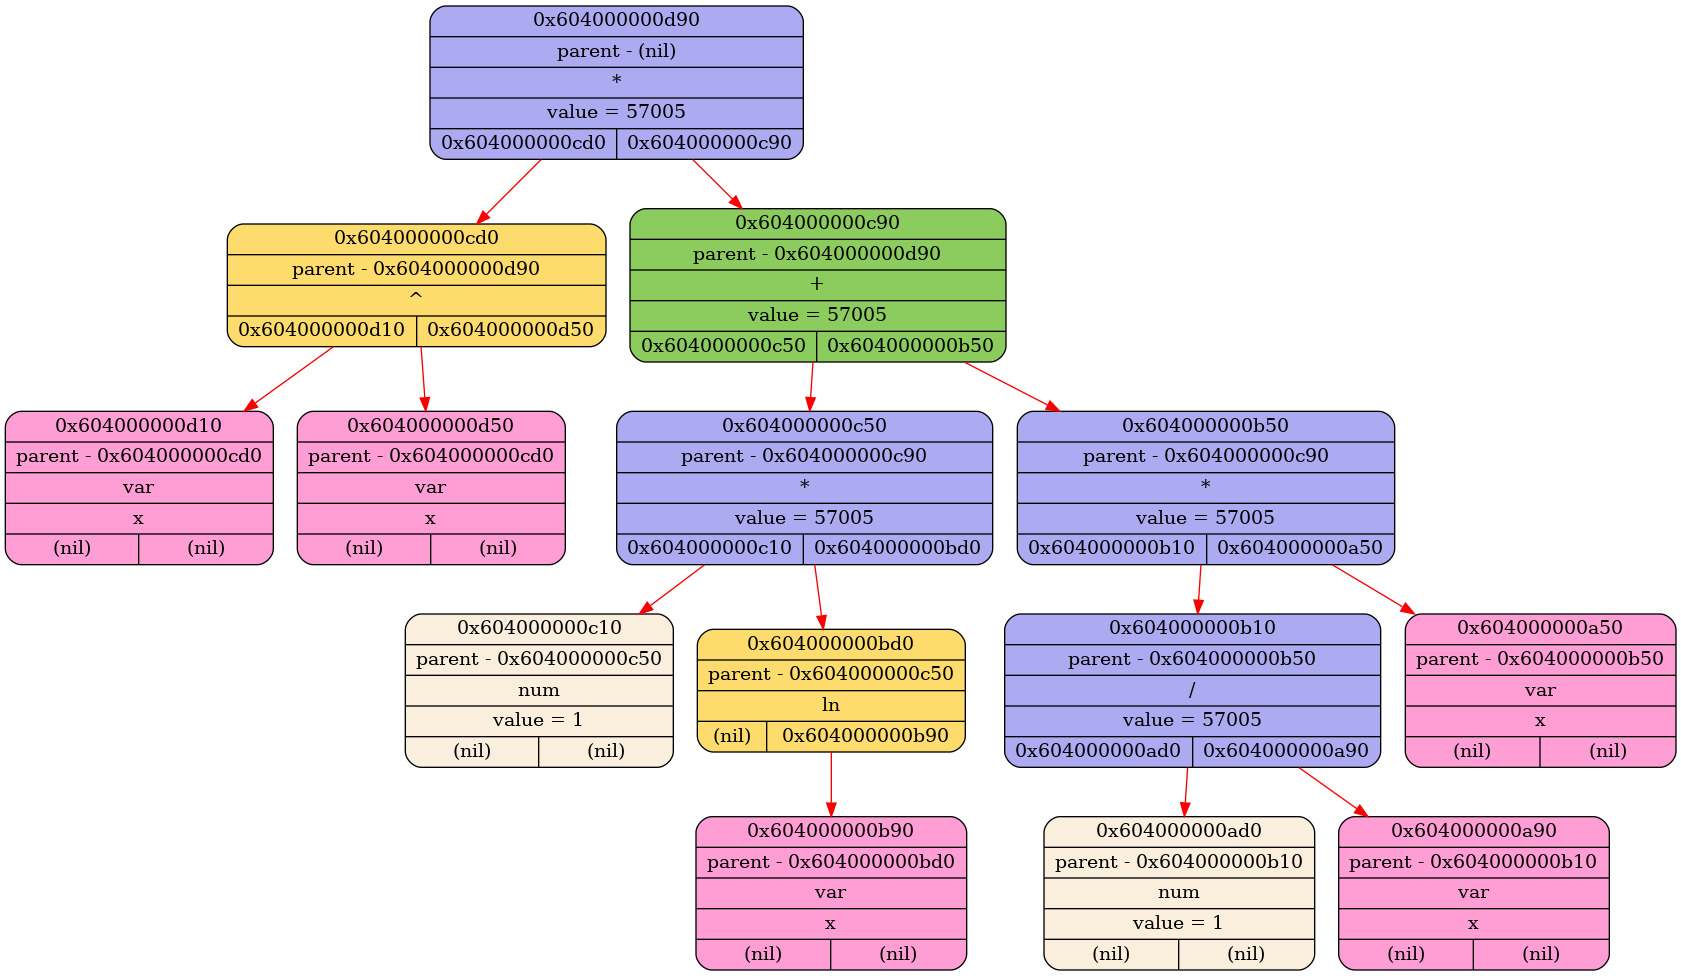 0x604000000d90
parent - (nil)
*
value = 57005
0x604000000cd0 0x604000000c90
0x604000000cd0
parent - 0x604000000d90
^
0x604000000d10 0x604000000d50
0x604000000c90
parent - 0x604000000d90
+
value = 57005
0x604000000c50 0x604000000b50
0x604000000d10
parent - 0x604000000cd0
var
x
(nil) (nil)
0x604000000d50
parent - 0x604000000cd0
var
x
(nil) (nil)
0x604000000c50
parent - 0x604000000c90
*
value = 57005
0x604000000c10 0x604000000bd0
0x604000000b50
parent - 0x604000000c90
*
value = 57005
0x604000000b10 0x604000000a50
0x604000000c10
parent - 0x604000000c50
num
value = 1
(nil) (nil)
0x604000000bd0
parent - 0x604000000c50
ln
(nil) 0x604000000b90
0x604000000b10
parent - 0x604000000b50
/
value = 57005
0x604000000ad0 0x604000000a90
0x604000000a50
parent - 0x604000000b50
var
x
(nil) (nil)
0x604000000b90
parent - 0x604000000bd0
var
x
(nil) (nil)
0x604000000ad0
parent - 0x604000000b10
num
value = 1
(nil) (nil)
0x604000000a90
parent - 0x604000000b10
var
x
(nil) (nil)